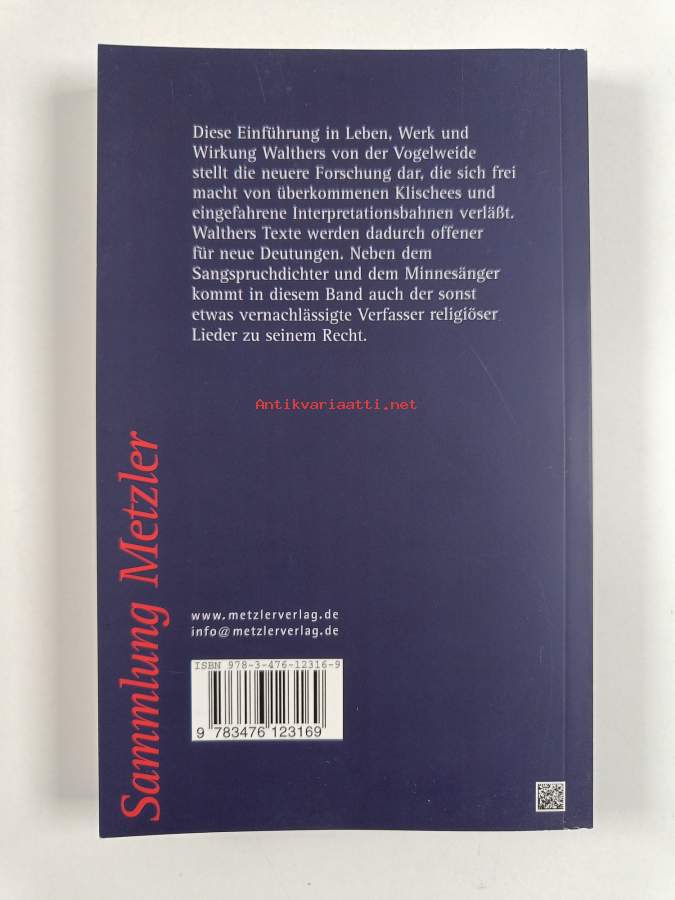 Diese Einführung in Leben, Werk und
Wirkung Walthers von der Vogelweide
stellt die neuere Forschung dar, die sich frei
macht von überkommenen Klischees und
eingefahrene Interpretationsbahnen verläßt.
Walthers Texte werden dadurch offener
für neue Deutungen. Neben dem
Sangspruchdichter und dem Minnesänger
kommt in diesem Band auch der sonst
etwas vernachlässigte Verfasser religiöser
Lieder zu seinem Recht.
Antikvariaatti.net
Sammlung Metzler
www.metzlerverlag.de
info@metzlerverlag.de
ISBN 978-3-476-12316-9
9 783476 123169